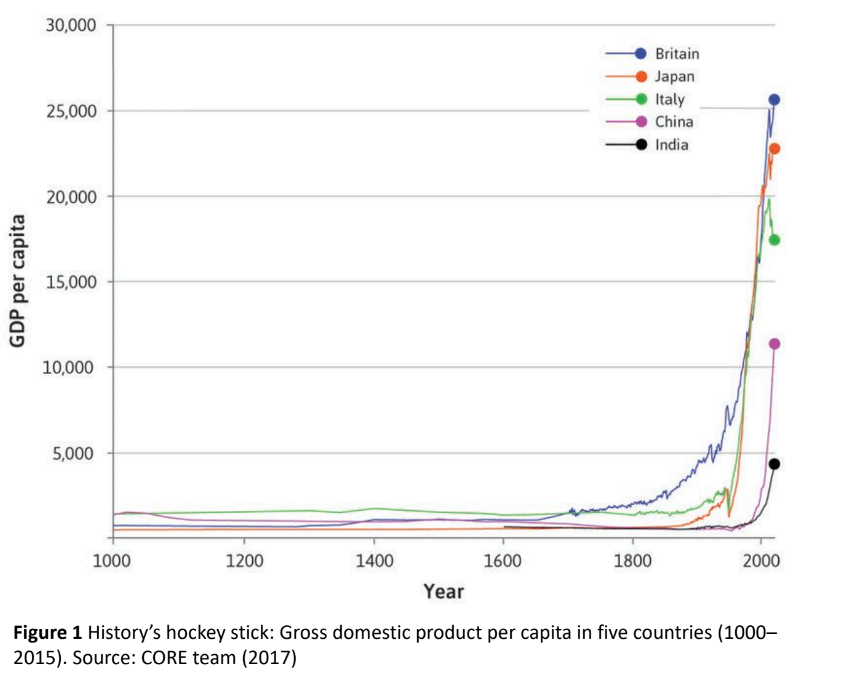 30,000
25,000
20,000
15,000
10,000
5,000
GDP per capita
Britain
Japan
Italy
China
India
1000 1200 1400 1600 1800 2000
Year
Figure 1 History’s hockey stick: Gross domestic product per capita in five countries (1000–
2015). Source: CORE team (2017)